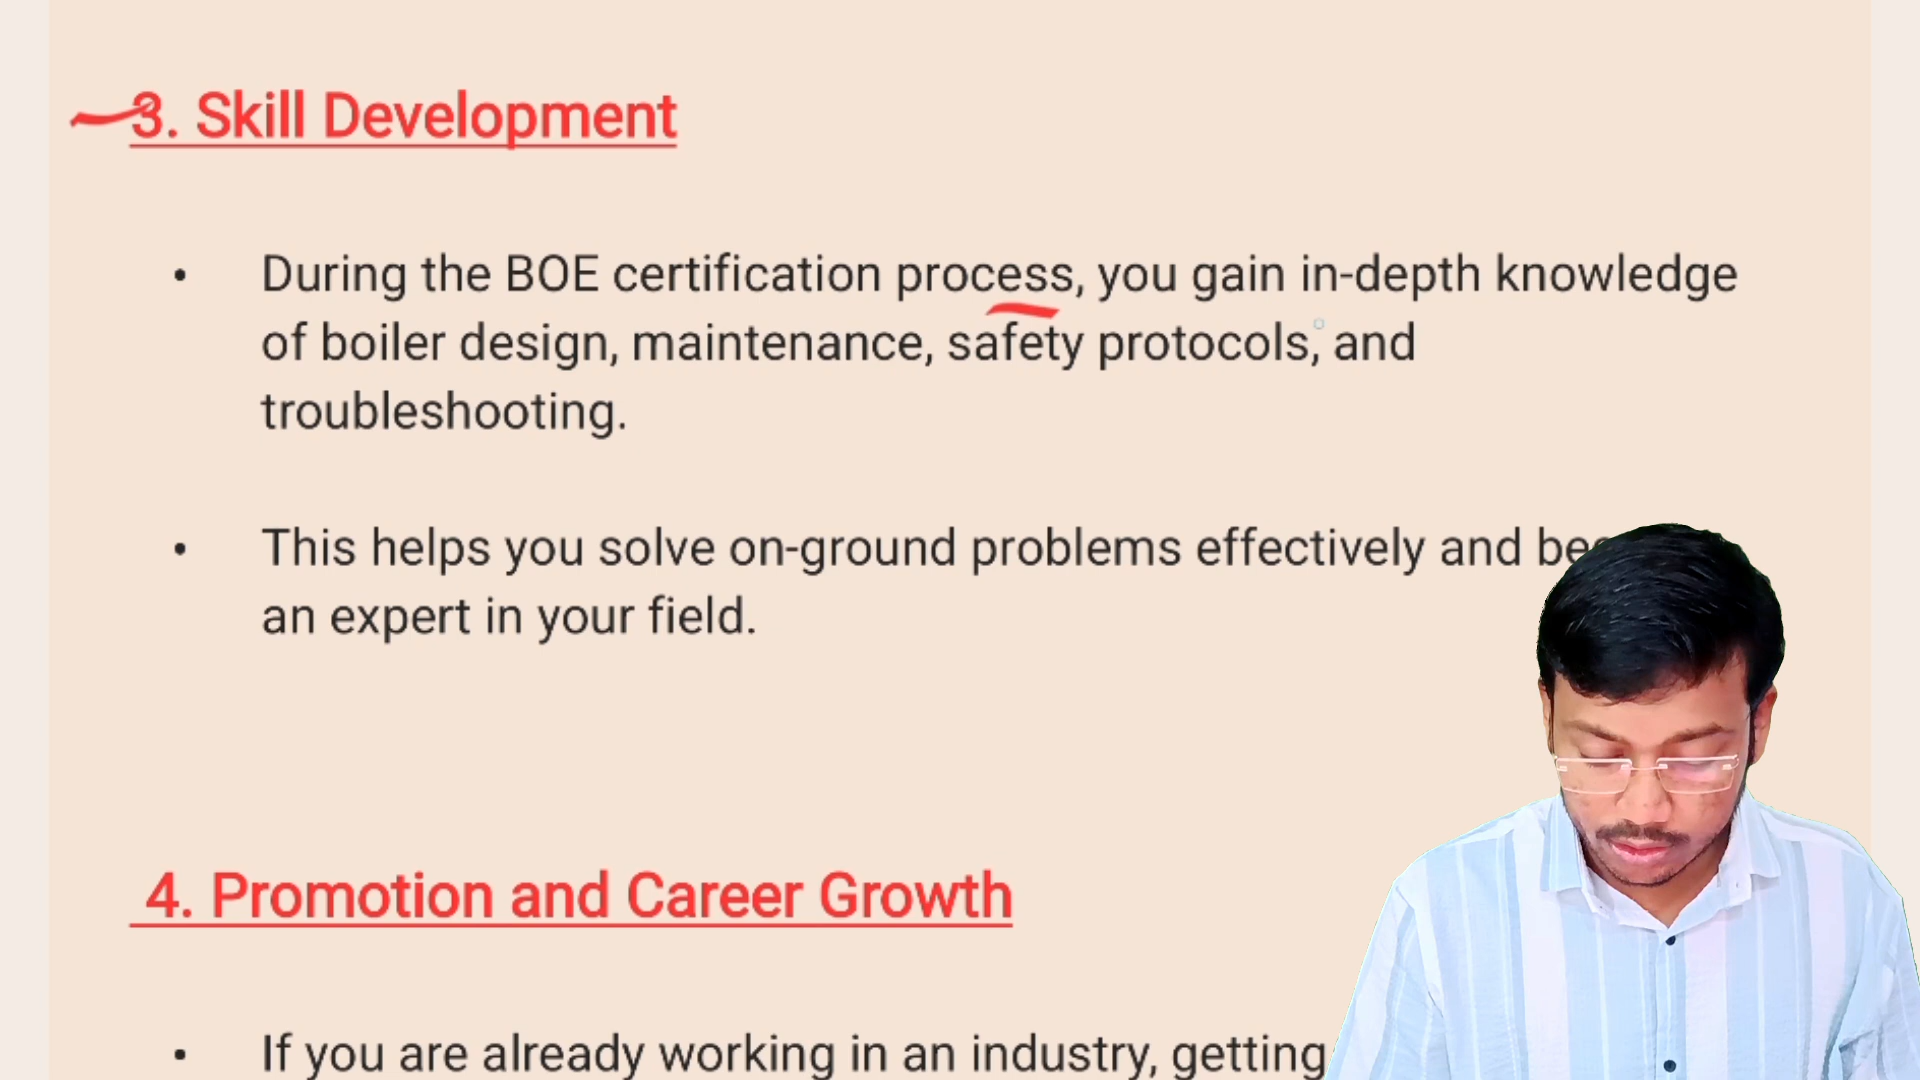 3. Skill Development
• During the BOE certification process, you gain in-depth knowledge
of boiler design, maintenance, safety protocols, and
troubleshooting.
• This helps you solve on-ground problems effectively and
an expert in your field.
4. Promotion and Career Growth
• If you are already working in an industry, getting